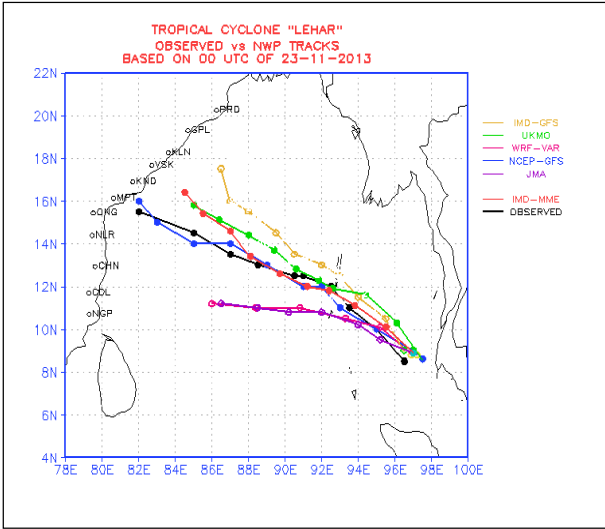 TROPICAL CYCLONE "LEHAR"
OBSERVED vs NWP TRACKS
BASED ON 00 UTC OF 23-11-2013
22N
20N
18N
16N
14N
12N
10N
8N
6N
4N
PRD
GPL
KLN
VSK
KND
MPT
ONG
NLR
CHN
CDL
NGP
IMD-GFS
UKMO
WRF-VAR
NCEP-GFS
JMA
IMD-MME
OBSERVED
78E 80E 82E 84E 86E 88E 90E 92E 94E 96E 98E 100E